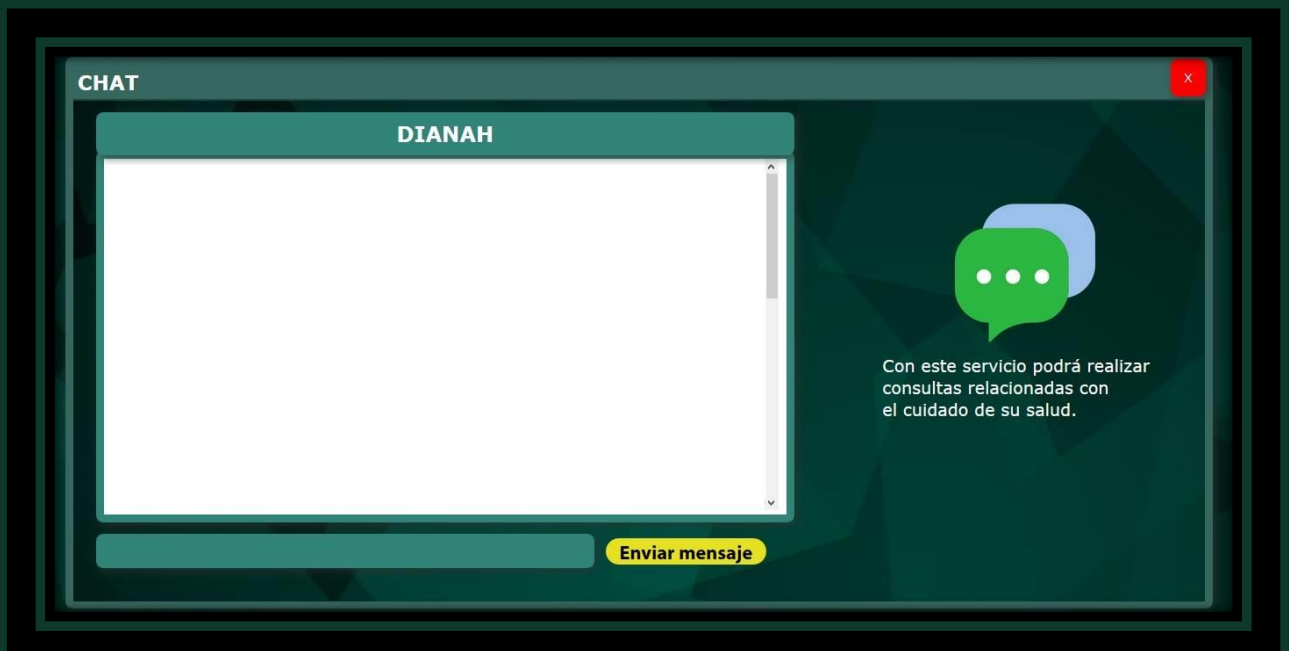 CHAT
X
DIANAH
Con este servicio podrá realizar
consultas relacionadas con
el cuidado de su salud.
Enviar mensaje